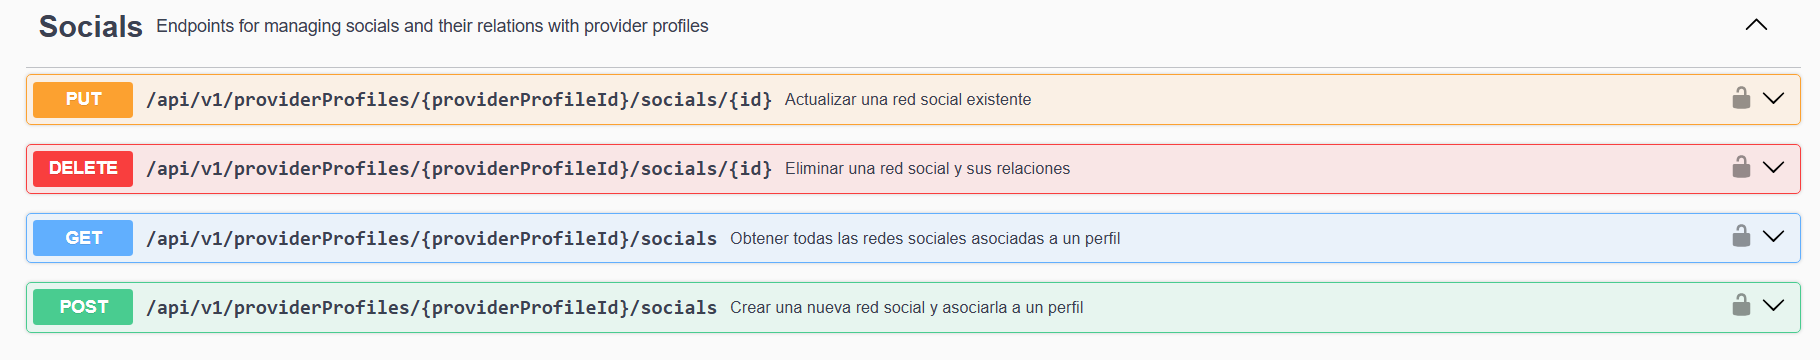 Socials Endpoints for managing socials and their relations with provider profiles
PUT /api/v1/providerProfiles/{providerProfileId}/socials/{id} Actualizar una red social existente
DELETE /api/v1/providerProfiles/{providerProfileId}/socials/{id} Eliminar una red social y sus relaciones
GET /api/v1/providerProfiles/{providerProfileId}/socials Obtener todas las redes sociales asociadas a un perfil
POST /api/v1/providerProfiles/{providerProfileId}/socials Crear una nueva red social y asociarla a un perfil